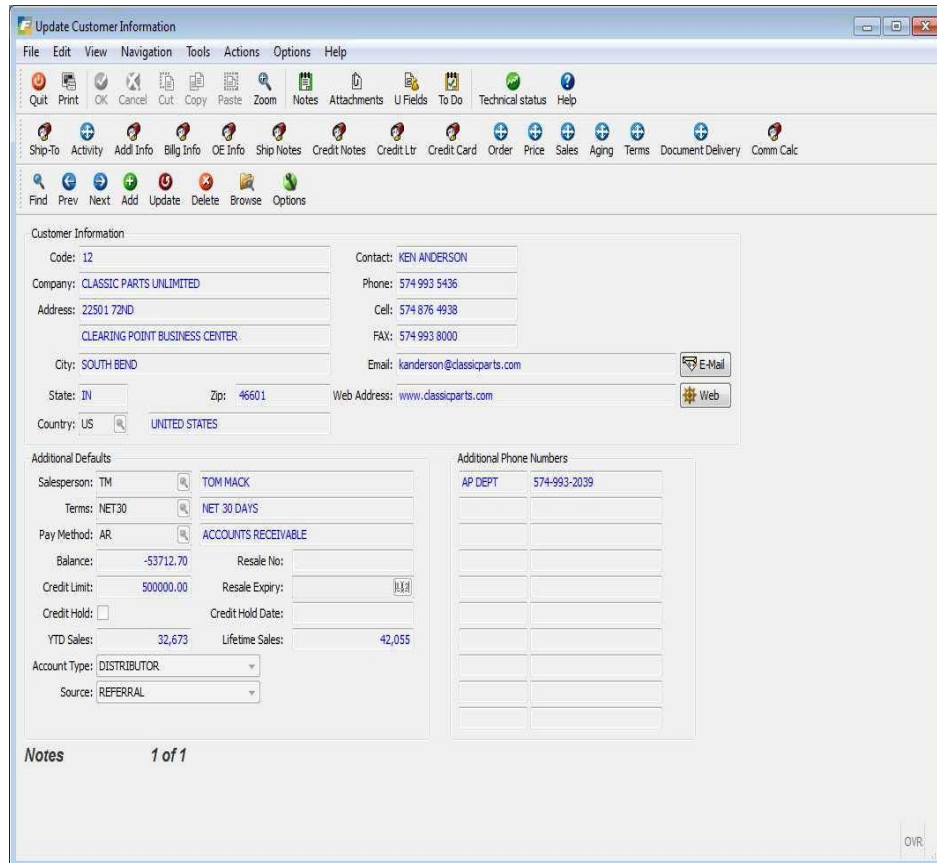 Update Customer Information
File Edit View Navigation Tools Actions Options Help
Quit Print OK Cancel Cut Copy Paste Zoom Notes Attachments U Fields To Do Technical status Help
Ship-To Activity Addl Info Billg Info OE Info Ship Notes Credit Notes Credit Ltr Credit Card Order Price Sales Aging Terms Document Delivery Comm Calc
Find Prev Next Add Update Delete Browse Options
Customer Information
Code: 12 Contact: KEN ANDERSON
Company: CLASSIC PARTS UNLIMITED Phone: 574 993 5436
Address: 22501 72ND Cell: 574 876 4938
CLEARING POINT BUSINESS CENTER FAX: 574 993 8000
City: SOUTH BEND Email: kanderson@classicparts.com E-Mail
State: IN Zip: 46601 Web Address: www.classicparts.com Web
Country: US UNITED STATES
Additional Defaults Additional Phone Numbers
Salesperson: TM TOM MACK AP DEPT 574-993-2039
Terms: NET30 NET 30 DAYS
Pay Method: AR ACCOUNTS RECEIVABLE
Balance: -53712.70 Resale No:
Credit Limit: 500000.00 Resale Expiry:
Credit Hold: Credit Hold Date:
YTD Sales: 32,673 Lifetime Sales: 42,055
Account Type: DISTRIBUTOR
Source: REFERRAL
Notes 1 of 1
OVR